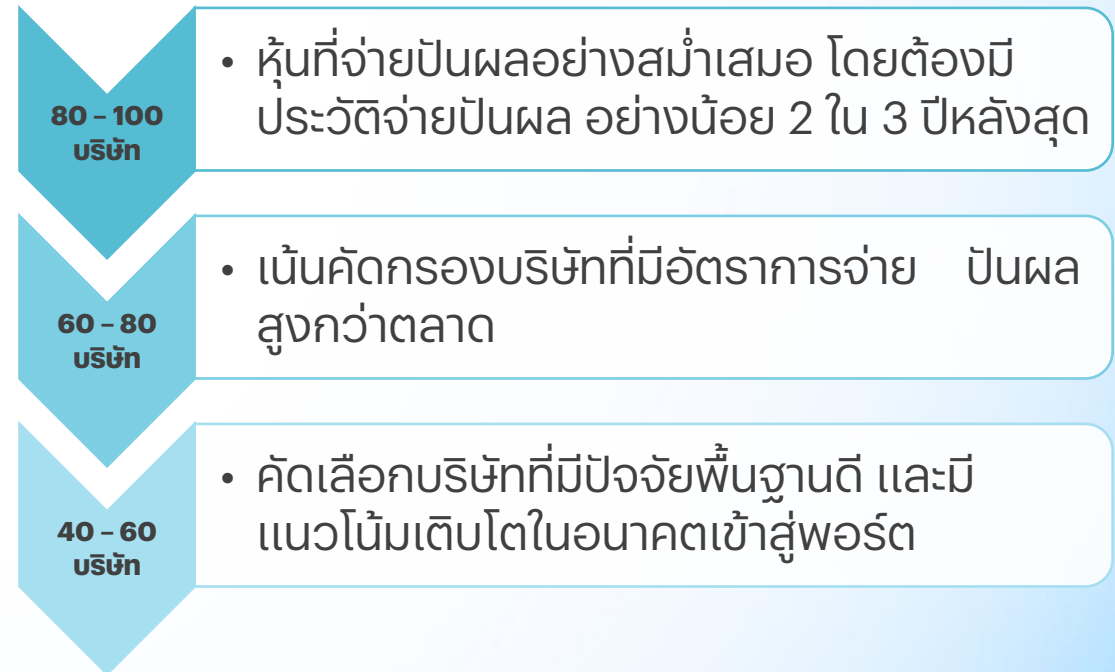 80 – 100
บริษัท
• หุ้นที่จ่ายปันผลอย่างสม่ำเสมอ โดยต้องมี
ประวัติจ่ายปันผล อย่างน้อย 2 ใน 3 ปีหลังสุด
60 – 80
บริษัท
• เน้นคัดกรองบริษัทที่มีอัตราการจ่าย ปันผล
สูงกว่าตลาด
40 – 60
บริษัท
• คัดเลือกบริษัทที่มีปัจจัยพื้นฐานดี และมี
แนวโน้มเติบโตในอนาคตเข้าสู่พอร์ต